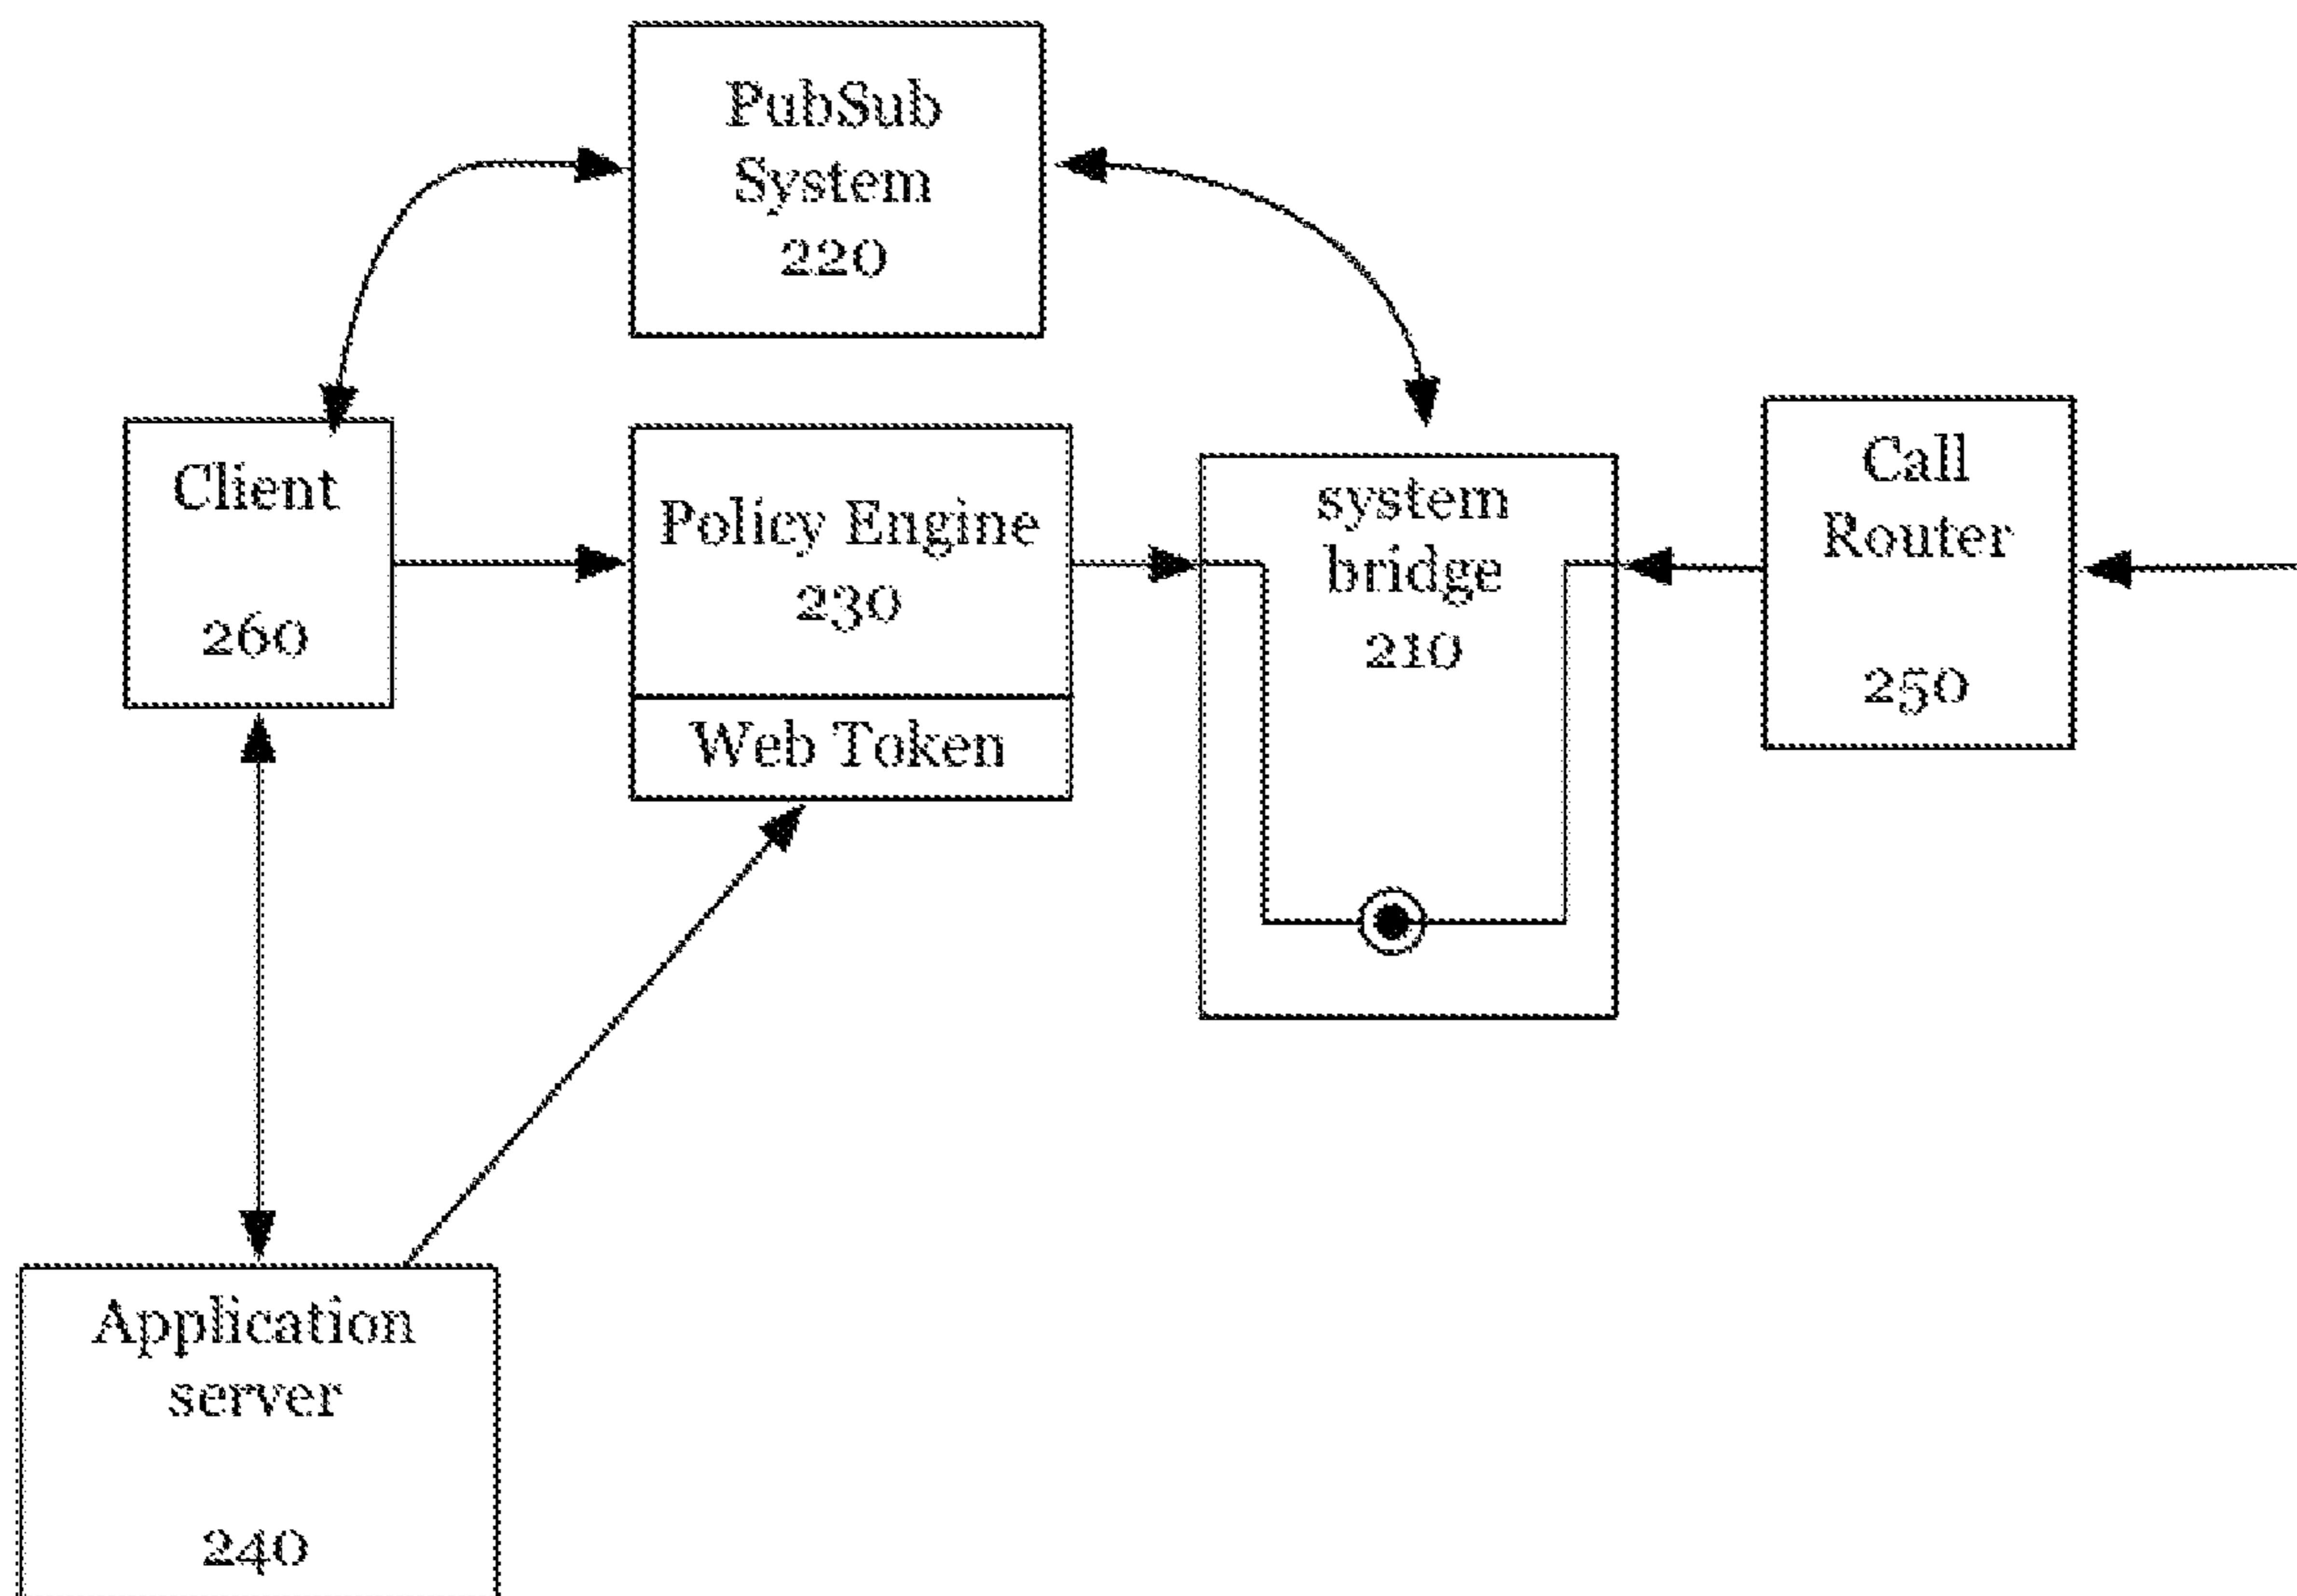 PubSub
System
220
Client
260
Policy Engine
230
Web Token
system
bridge
210
Call
Router
250
Application
server
240